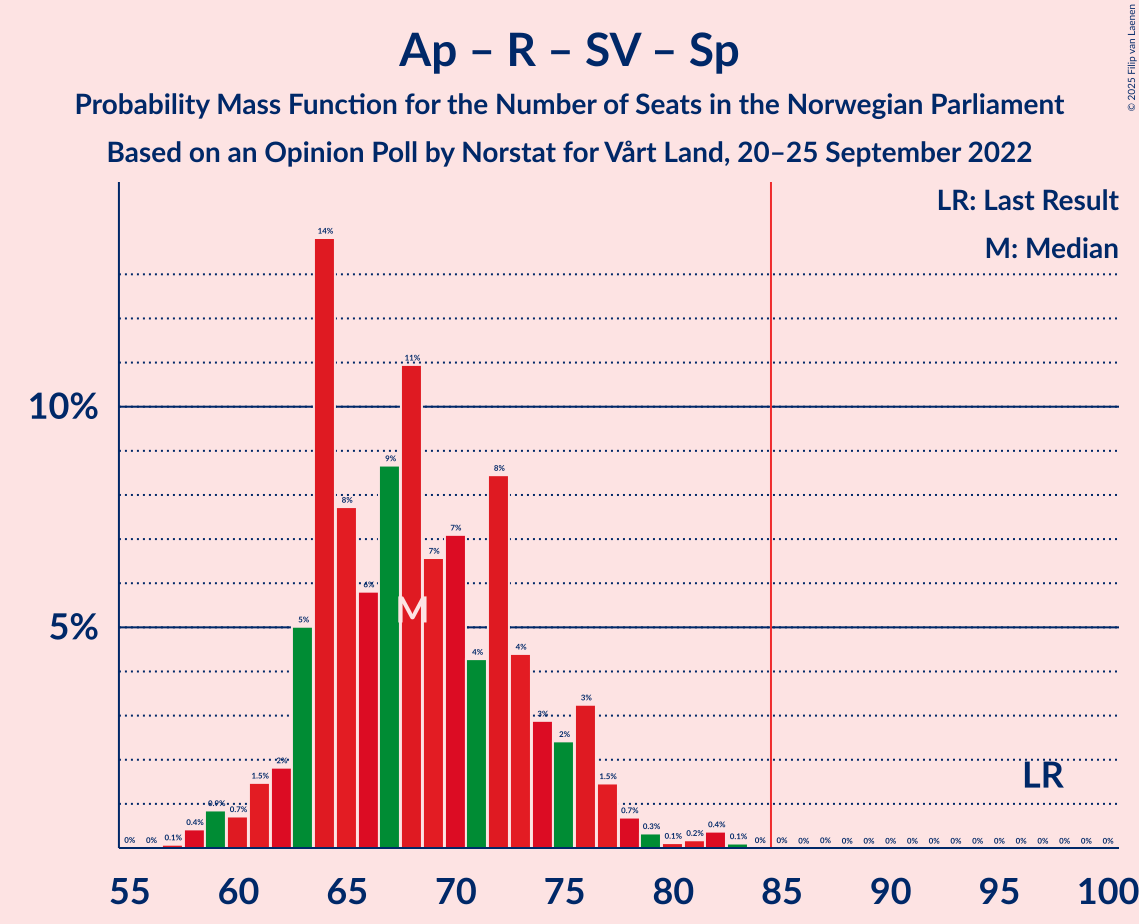 Ap – R – SV – Sp
Probability Mass Function for the Number of Seats in the Norwegian Parliament
Based on an Opinion Poll by Norstat for Vårt Land, 20–25 September 2022
© 2025 Filip van Laenen
LR: Last Result
M: Median
10%
5%
0% 0% 0.1% 0.4% 0.9% 0.7% 1.5% 2% 5% 14% 8% 6% 9% 11% 7% 7% 4% 8% 4% 3% 2% 3% 1.5% 0.7% 0.3% 0.1% 0.2% 0.4% 0.1% 0% 0% 0% 0% 0% 0% 0% 0% 0% 0% 0% 0% 0% 0% 0% 0% 0%
M
LR
55 60 65 70 75 80 85 90 95 100